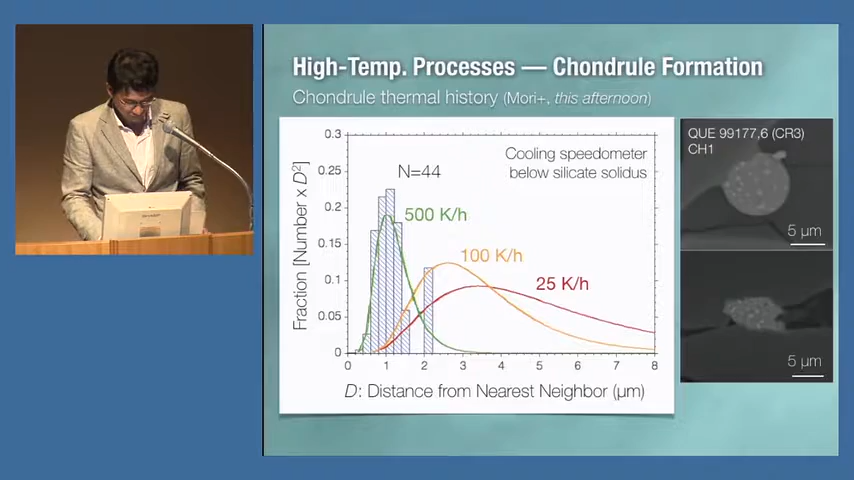 High-Temp. Processes — Chondrule Formation
Chondrule thermal history (Mori+, this afternoon)
0.3
0.25
0.2
0.15
0.1
0.05
0
Fraction [Number x D²]
N=44
Cooling speedometer
below silicate solidus
500 K/h
100 K/h
25 K/h
0 1 2 3 4 5 6 7 8
D: Distance from Nearest Neighbor (μm)
QUE 99177,6 (CR3)
CH1
5 μm
5 μm